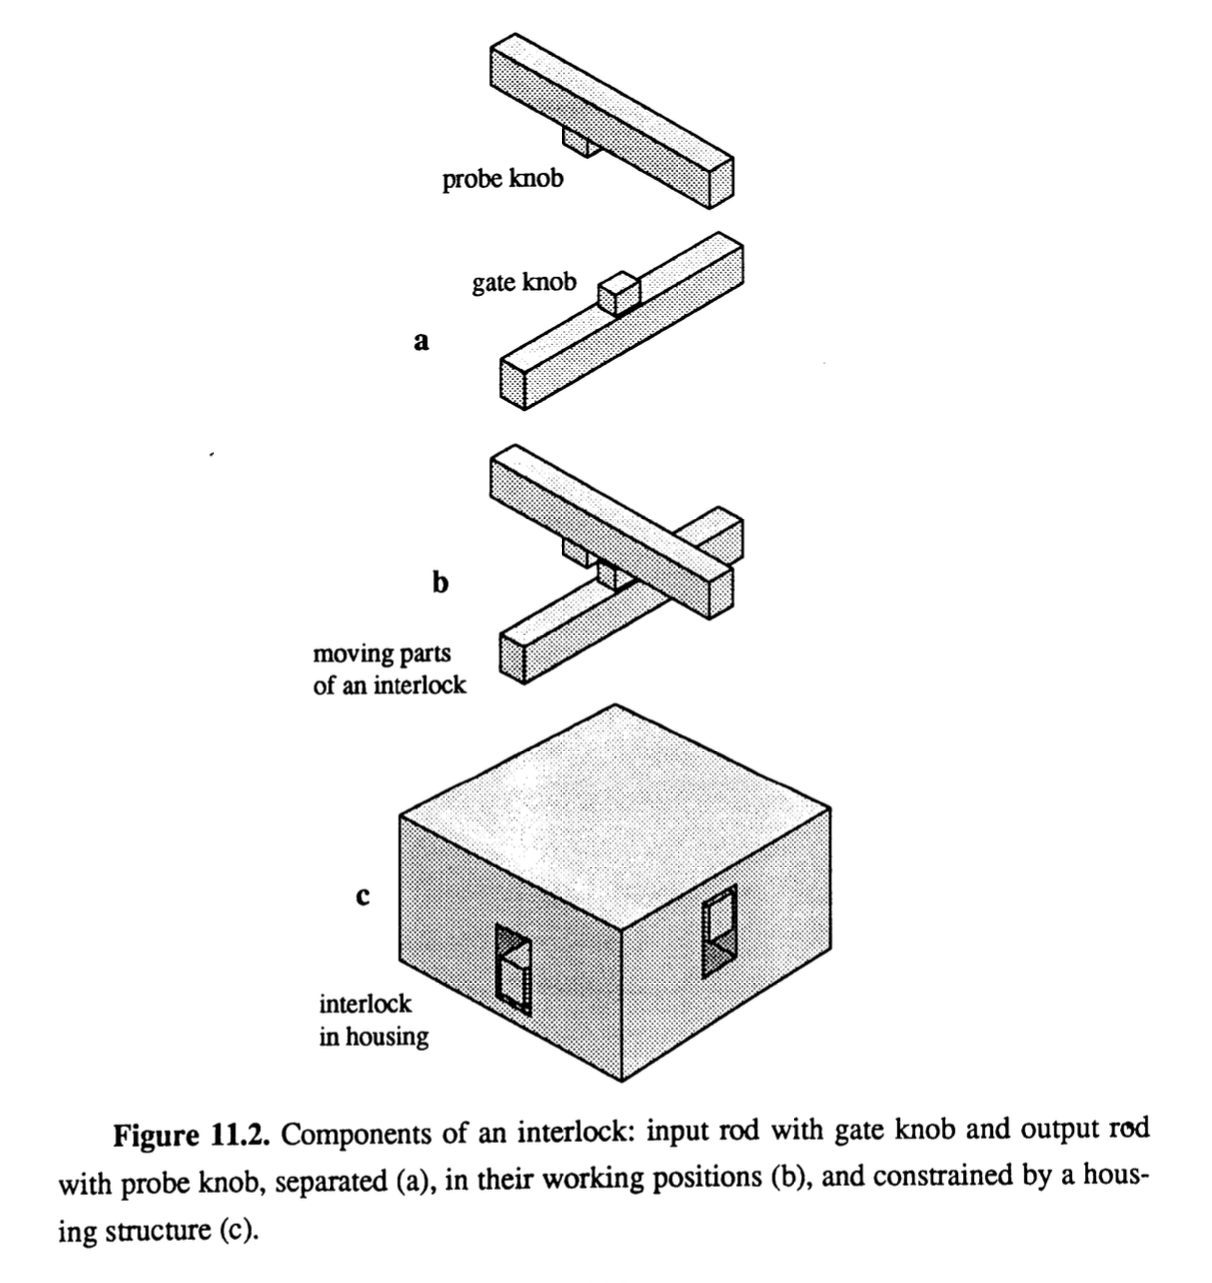 probe knob
gate knob
a
b
moving parts
of an interlock
c
interlock
in housing
Figure 11.2. Components of an interlock: input rod with gate knob and output rod
with probe knob, separated (a), in their working positions (b), and constrained by a hous-
ing structure (c).